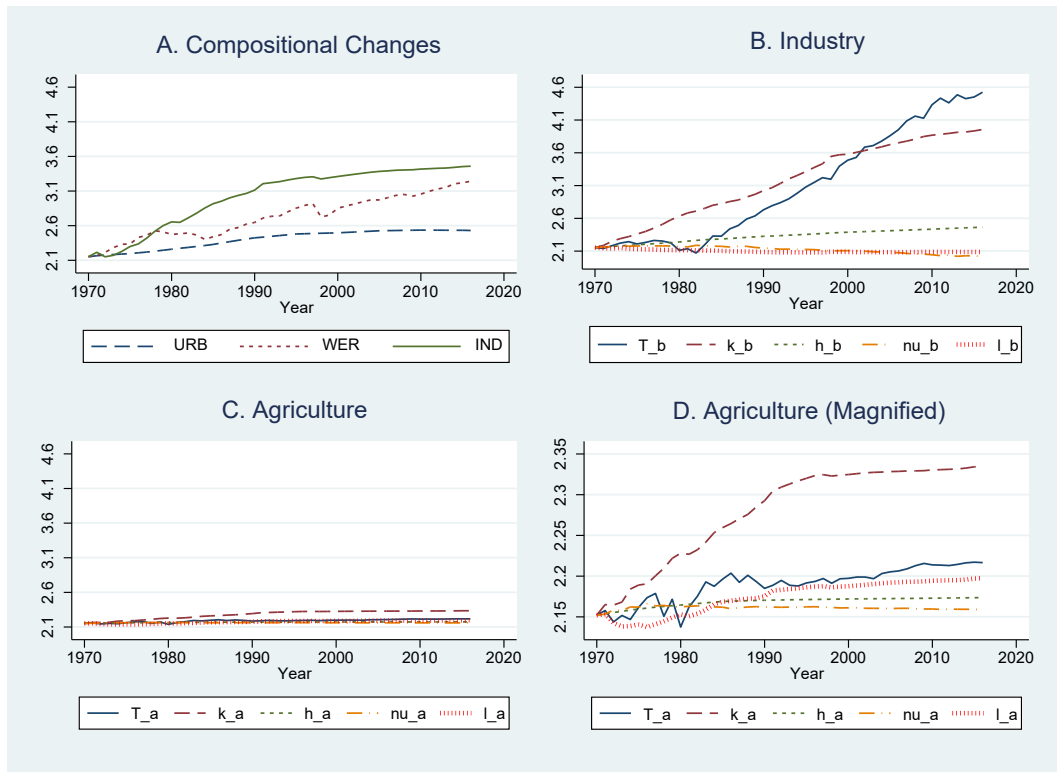 A. Compositional Changes
4.6
4.1
3.6
3.1
2.6
2.1
1970 1980 1990 2000 2010 2020
Year
URB WER IND
B. Industry
4.6
4.1
3.6
3.1
2.6
2.1
1970 1980 1990 2000 2010 2020
Year
T_b k_b h_b nu_b l_b
C. Agriculture
4.6
4.1
3.6
3.1
2.6
2.1
1970 1980 1990 2000 2010 2020
Year
T_a k_a h_a nu_a l_a
D. Agriculture (Magnified)
2.35
2.3
2.25
2.2
2.15
1970 1980 1990 2000 2010 2020
Year
T_a k_a h_a nu_a l_a